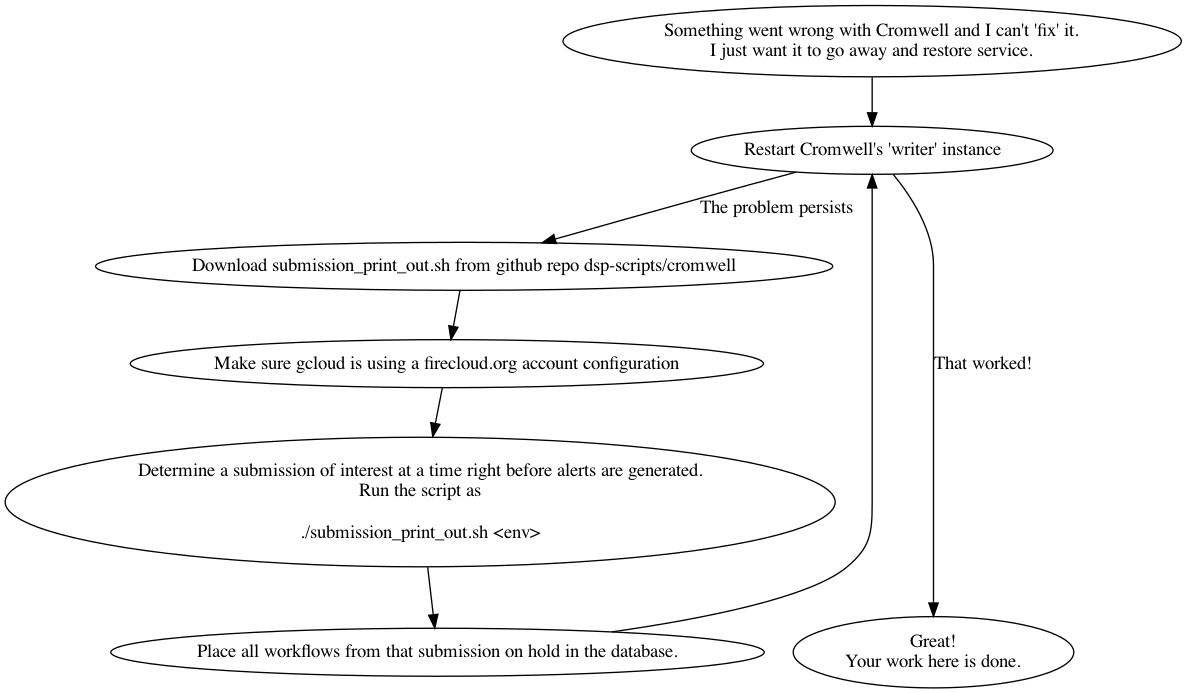 Something went wrong with Cromwell and I can't 'fix' it.
I just want it to go away and restore service.
Restart Cromwell's 'writer' instance
The problem persists
Download submission_print_out.sh from github repo dsp-scripts/cromwell
Make sure gcloud is using a firecloud.org account configuration
That worked!
Determine a submission of interest at a time right before alerts are generated.
Run the script as
./submission_print_out.sh <env>
Place all workflows from that submission on hold in the database.
Great!
Your work here is done.